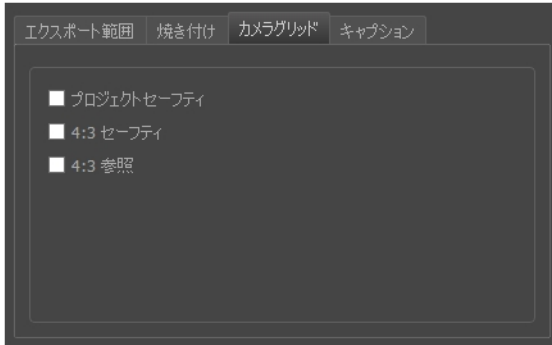 エクスポート範囲 焼き付け カメラグリッド キャプション
プロジェクトセーフティ
4:3 セーフティ
4:3 参照